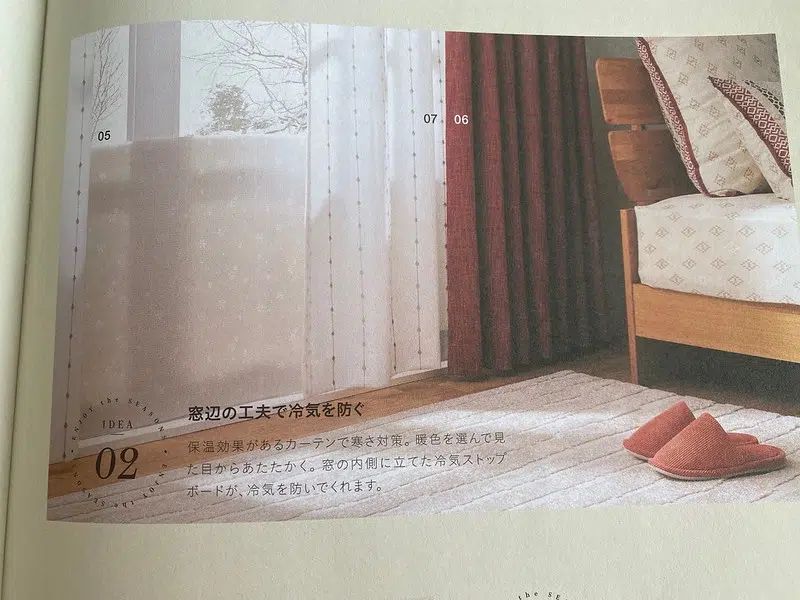 05
07
06
ENJOY the SEASONS
IDEA
02
ENJOY the SEASONS
窓辺の工夫で冷気を防ぐ
保温効果があるカーテンで寒さ対策。暖色を選んで見
た目からあたたかく。窓の内側に立てた冷気ストップ
ボードが、冷気を防いでくれます。
the SE